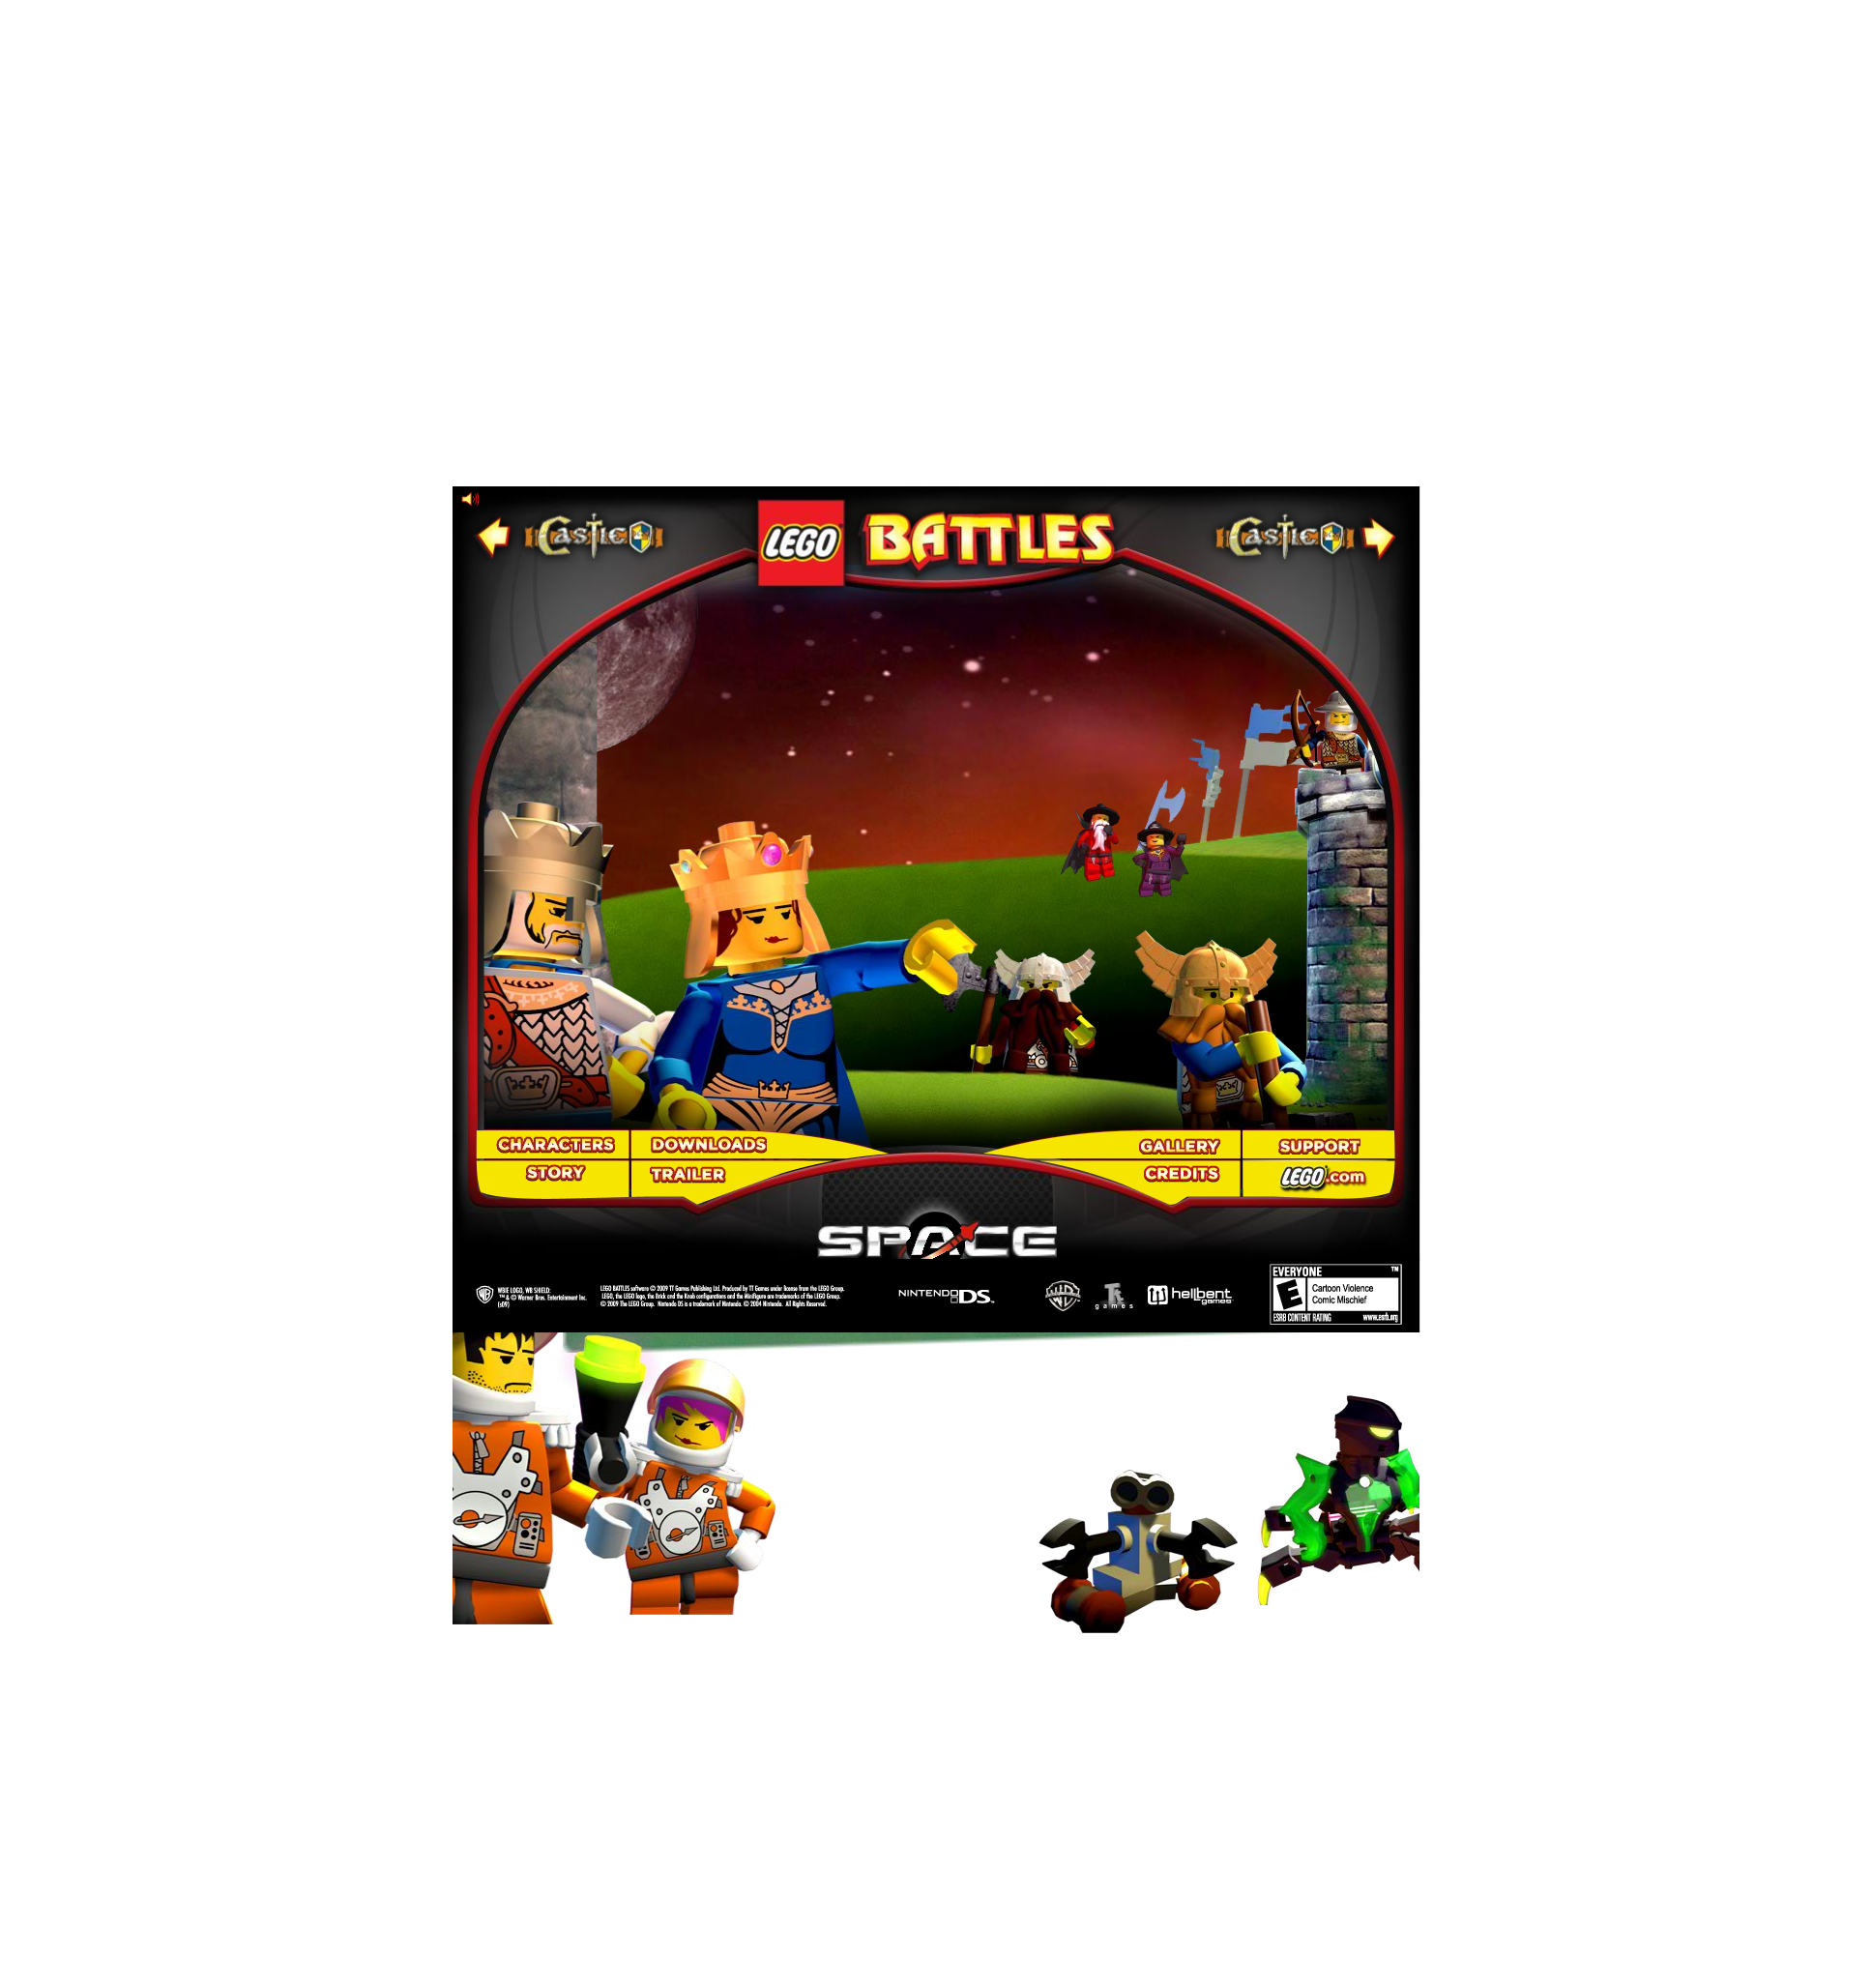 Castle
LEGO
BATTLES
Castle
CHARACTERS
DOWNLOADS
GALLERY
SUPPORT
STORY
TRAILER
CREDITS
LEGO.com
SPACE
WBIE LOGO, WB SHIELD:
™ & © Warner Bros. Entertainment Inc.
(s09)
LEGO BATTLES software © 2009 TT Games Publishing Ltd. Produced by TT Games under license from the LEGO Group.
LEGO, the LEGO logo, the Brick and the Knob configurations and the Minifigure are trademarks of the LEGO Group.
© 2009 The LEGO Group. Nintendo DS is a trademark of Nintendo. © 2004 Nintendo. All Rights Reserved.
NINTENDO DS™
WB
games
hellbent
games
EVERYONE
™
E
Cartoon Violence
Comic Mischief
ESRB CONTENT RATING
www.esrb.org